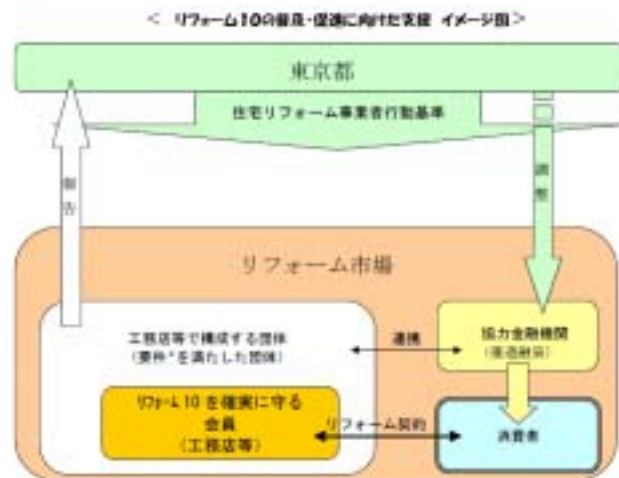 ＜ リフォーム10の普及・促進に向けた支援 イメージ図＞
東京都
住宅リフォーム事業者行動基準
報告
調整
リフォーム市場
工務店等で構成する団体
（要件*を満たした団体）
連携
協力金融機関
（優遇融資）
リフォーム10を確実に守る
会員
（工務店等）
リフォーム契約
消費者